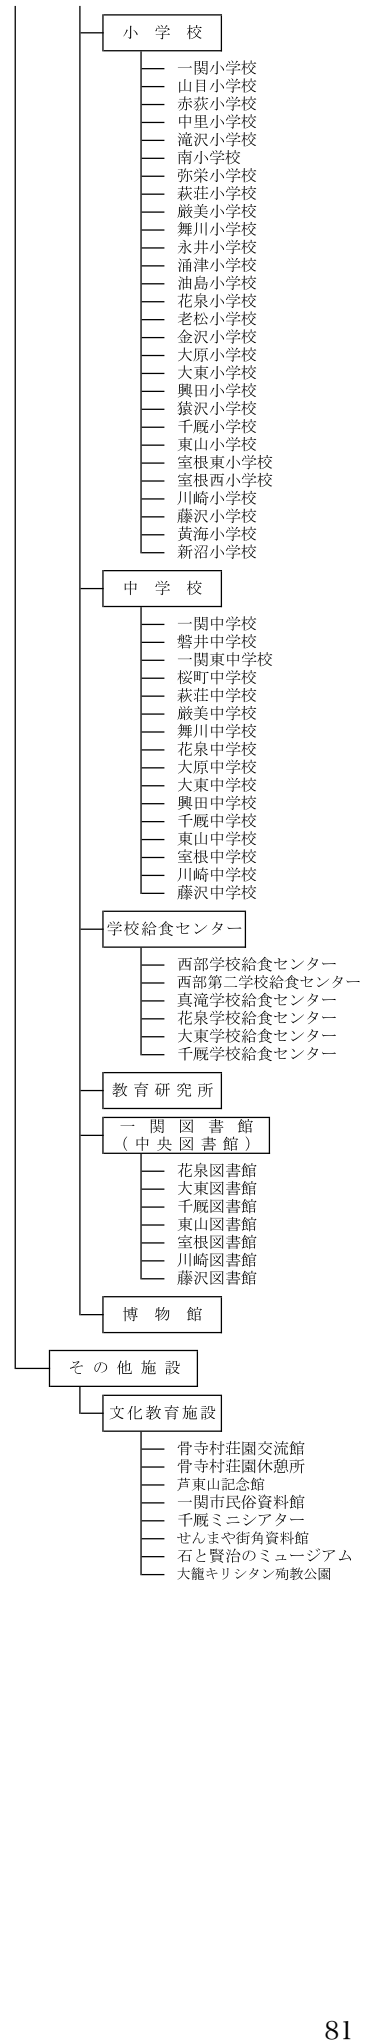 小学校
一関小学校
山目小学校
赤荻小学校
中里小学校
滝沢小学校
南小学校
弥栄小学校
萩荘小学校
厳美小学校
舞川小学校
永井小学校
涌津小学校
油島小学校
花泉小学校
老松小学校
金沢小学校
大原小学校
大東小学校
興田小学校
猿沢小学校
千厩小学校
東山小学校
室根東小学校
室根西小学校
川崎小学校
藤沢小学校
黄海小学校
新沼小学校
中学校
一関中学校
磐井中学校
一関東中学校
桜町中学校
萩荘中学校
厳美中学校
舞川中学校
花泉中学校
大原中学校
大東中学校
興田中学校
千厩中学校
東山中学校
室根中学校
川崎中学校
藤沢中学校
学校給食センター
西部学校給食センター
西部第二学校給食センター
真滝学校給食センター
花泉学校給食センター
大東学校給食センター
千厩学校給食センター
教育研究所
一関図書館
(中央図書館)
花泉図書館
大東図書館
千厩図書館
東山図書館
室根図書館
川崎図書館
藤沢図書館
博物館
その他施設
文化教育施設
骨寺村荘園交流館
骨寺村荘園休憩所
芦東山記念館
一関市民俗資料館
千厩ミニシアター
せんまや街角資料館
石と賢治のミュージアム
大籠キリシタン殉教公園
81